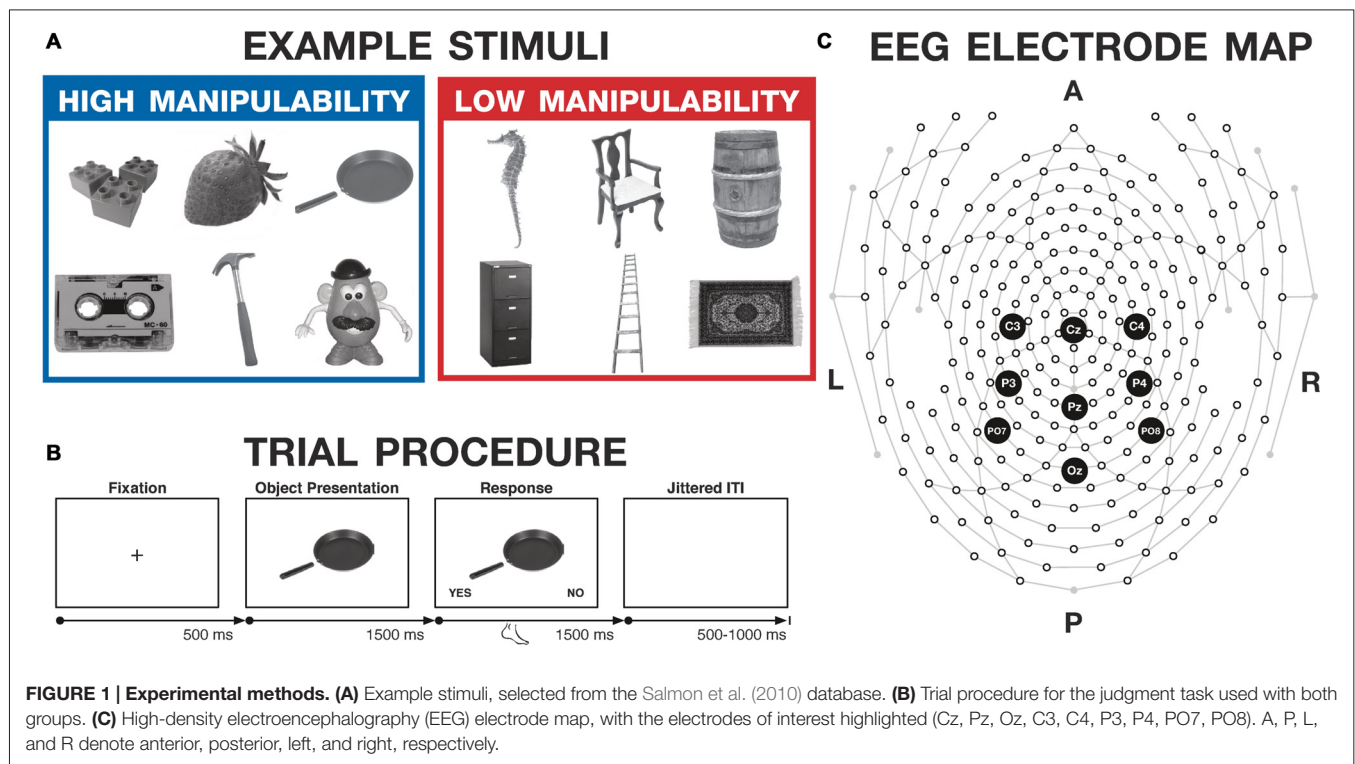 A
EXAMPLE STIMULI
HIGH MANIPULABILITY
LOW MANIPULABILITY
A
MC-60
B
TRIAL PROCEDURE
Fixation
Object Presentation
Response
Jittered ITI
+
YES
NO
500 ms
1500 ms
1500 ms
500-1000 ms
C
EEG ELECTRODE MAP
A
C3
Cz
C4
L
P3
P4
R
Pz
PO7
PO8
Oz
P
FIGURE 1 | Experimental methods. (A) Example stimuli, selected from the Salmon et al. (2010) database. (B) Trial procedure for the judgment task used with both
groups. (C) High-density electroencephalography (EEG) electrode map, with the electrodes of interest highlighted (Cz, Pz, Oz, C3, C4, P3, P4, PO7, PO8). A, P, L,
and R denote anterior, posterior, left, and right, respectively.